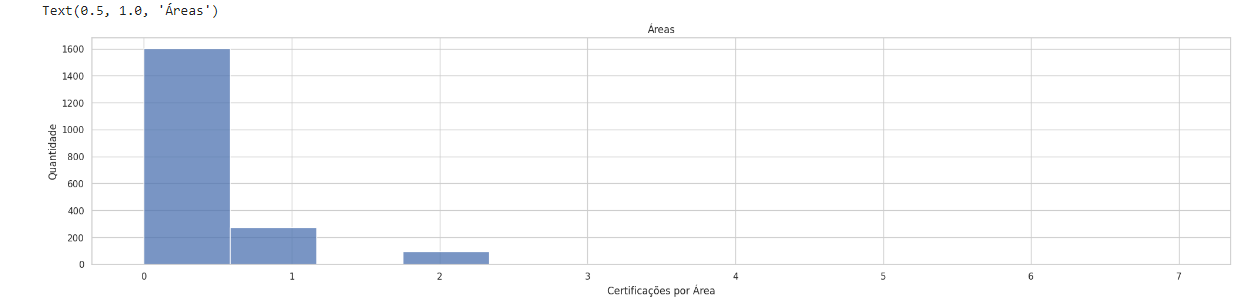 Text(0.5, 1.0, 'Áreas')
Áreas
1600
1400
1200
1000
800
600
400
200
0
Quantidade
0 1 2 3 4 5 6 7
Certificações por Área